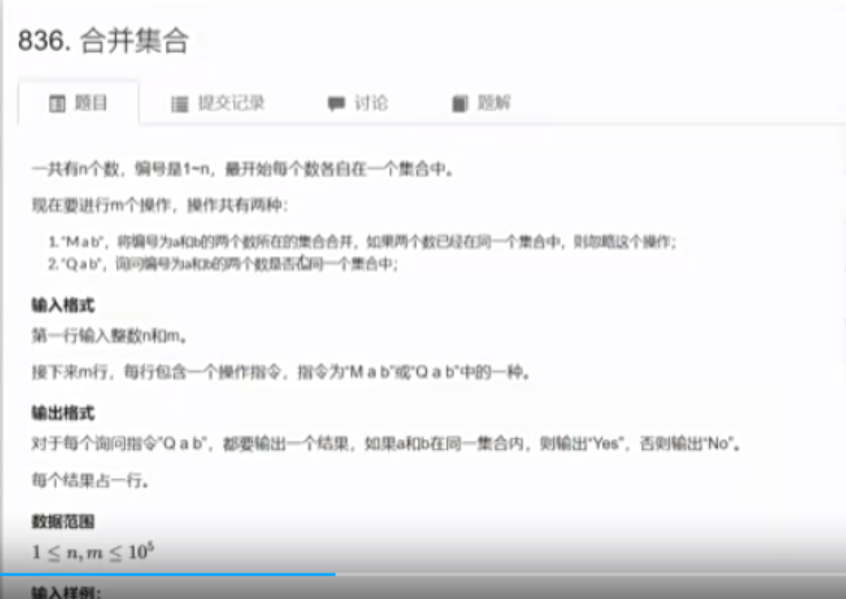 836. 合并集合
题目 提交记录 讨论 题解
一共有n个数，编号是1~n，最开始每个数各自在一个集合中。
现在要进行m个操作，操作共有两种：
1. "M a b"，将编号为a和b的两个数所在的集合合并，如果两个数已经在同一个集合中，则忽略这个操作；
2. "Q a b"，询问编号为a和b的两个数是否在同一个集合中；
输入格式
第一行输入整数n和m。
接下来m行，每行包含一个操作指令，指令为"M a b"或"Q a b"中的一种。
输出格式
对于每个询问指令"Q a b"，都要输出一个结果，如果a和b在同一集合内，则输出"Yes"，否则输出"No"。
每个结果占一行。
数据范围
1 ≤ n, m ≤ 10⁵
输入样例：